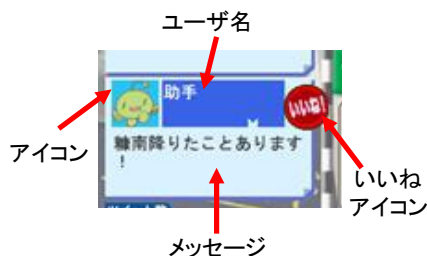 ユーザ名
助手
いいね!
アイコン
南降りたことあります
!
いいね
アイコン
メッセージ